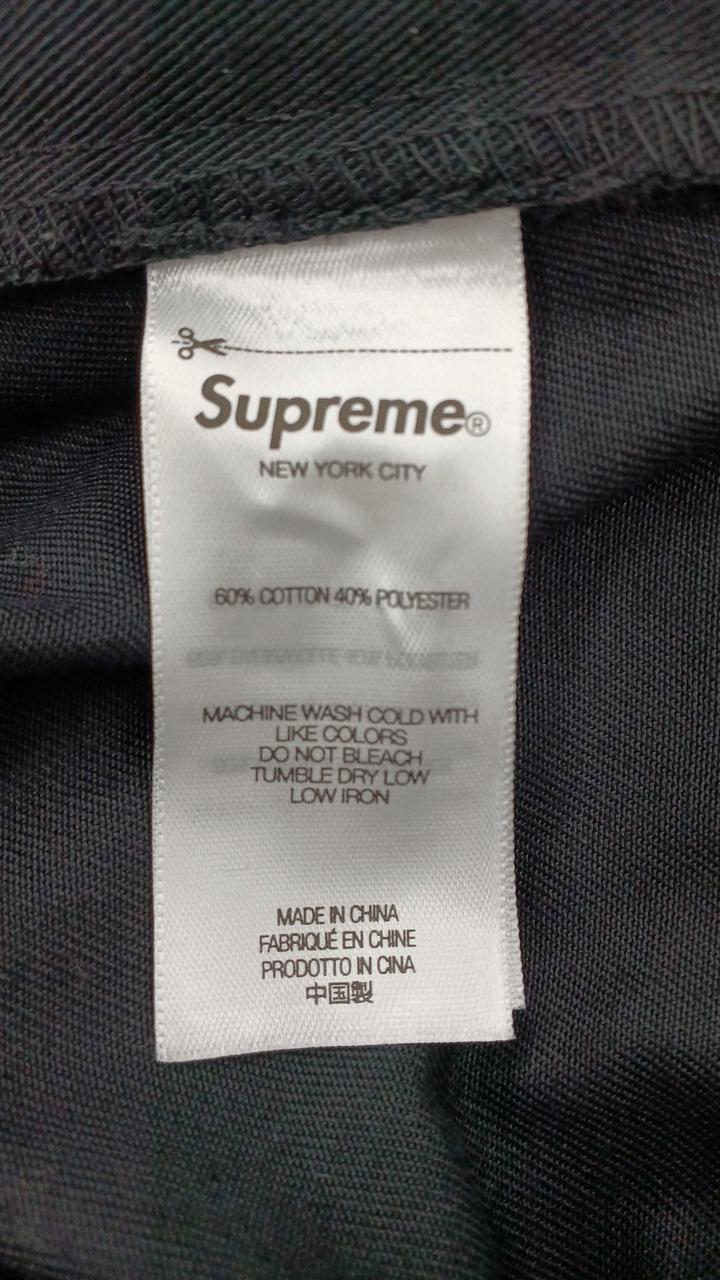 Supreme®
NEW YORK CITY
60% COTTON 40% POLYESTER
MACHINE WASH COLD WITH
LIKE COLORS
DO NOT BLEACH
TUMBLE DRY LOW
LOW IRON
MADE IN CHINA
FABRIQUÉ EN CHINE
PRODOTTO IN CINA
中国製